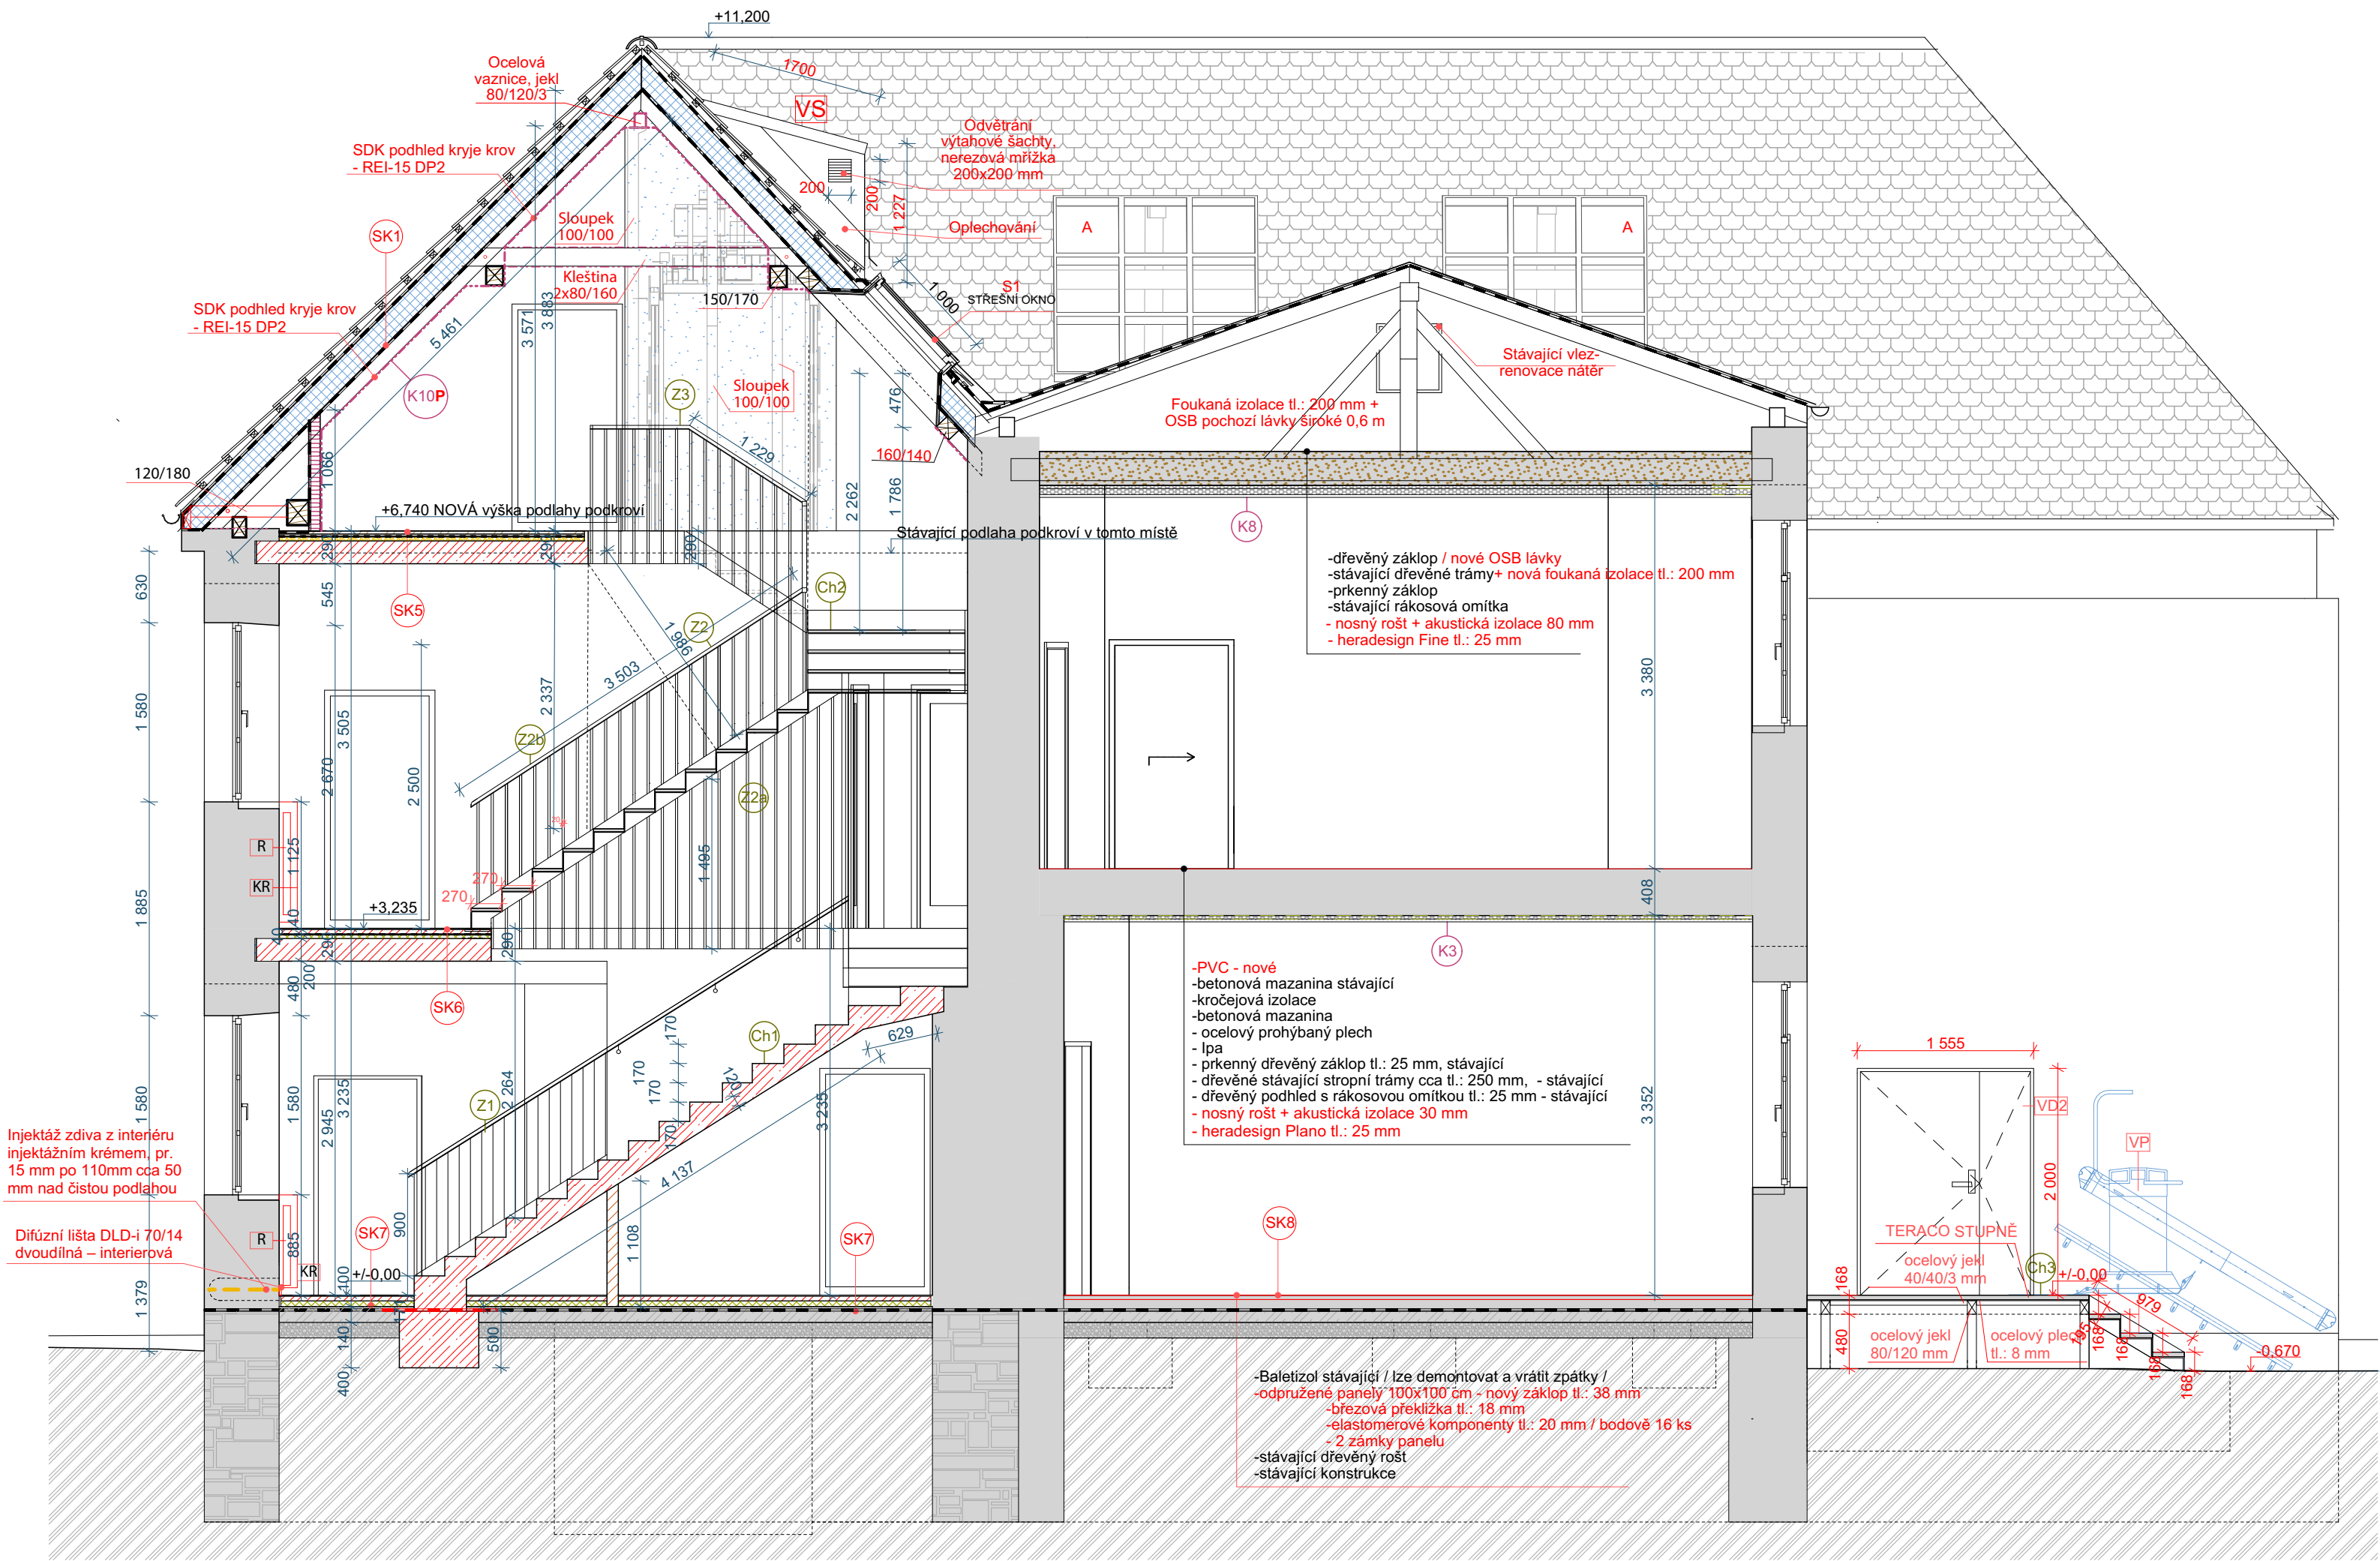 +11,200
Ocelová
vaznice, jekl
80/120/3
1700
VS
Odvětrání
výtahové šachty,
nerezová mřížka
200x200 mm
200
200
1 227
SDK podhled kryje krov
- REI-15 DP2
Sloupek
100/100
Oplechování
A
A
SK1
Kleština
2x80/160
150/170
1 000
S1
STŘEŠNÍ OKNO
SDK podhled kryje krov
- REI-15 DP2
5 461
3 571
3 883
Stávající vlez-
renovace nátěr
K10P
Z3
Sloupek
100/100
476
Foukaná izolace tl.: 200 mm +
OSB pochozí lávky široké 0,6 m
1 229
160/140
120/180
1 066
2 262
1 786
+6,740 NOVÁ výška podlahy podkroví
Stávající podlaha podkroví v tomto místě
K8
290
290
290
-dřevěný záklop / nové OSB lávky
-stávající dřevěné trámy+ nová foukaná izolace tl.: 200 mm
-prkenný záklop
-stávající rákosová omítka
- nosný rošt + akustická izolace 80 mm
- heradesign Fine tl.: 25 mm
630
545
SK5
Ch2
Z2
1 986
3 503
2 337
3 380
1 580
3 505
2 670
2 500
Z2b
Z2a
R
1 125
KR
1 495
270
270
1 885
+3,235
40
40
290
290
408
SK6
480
200
K3
-PVC - nové
-betonová mazanina stávající
-kročejová izolace
-betonová mazanina
- ocelový prohýbaný plech
- lpa
- prkenný dřevěný záklop tl.: 25 mm, stávající
- dřevěné stávající stropní trámy cca tl.: 250 mm,  - stávající
- dřevěný podhled s rákosovou omítkou tl.: 25 mm - stávající
- nosný rošt + akustická izolace 30 mm
- heradesign Plano tl.: 25 mm
Ch1
629
170
170
170
170
120
1 580
1 580
2 945
3 235
2 264
Z1
3 235
3 352
4 137
1 555
VD2
VP
2 000
Injektáž zdiva z interiéru
injektážním krémem, pr.
15 mm po 110mm cca 50
mm nad čistou podlahou
Difúzní lišta DLD-i 70/14
dvoudílná – interierová
R
885
KR
SK7
900
1 108
SK7
SK8
+/-0,00
400
1 379
140
400
500
TERACO STUPNĚ
ocelový jekl
40/40/3 mm
Ch3
+/-0,00
168
480
ocelový jekl
80/120 mm
ocelový plech
tl.: 8 mm
979
168
168
168
168
-0,670
-Baletizol stávající / lze demontovat a vrátit zpátky /
-odpružené panely 100x100 cm - nový záklop tl.: 38 mm
-březová překližka tl.: 18 mm
-elastomerové komponenty tl.: 20 mm / bodově 16 ks
- 2 zámky panelu
-stávající dřevěný rošt
-stávající konstrukce